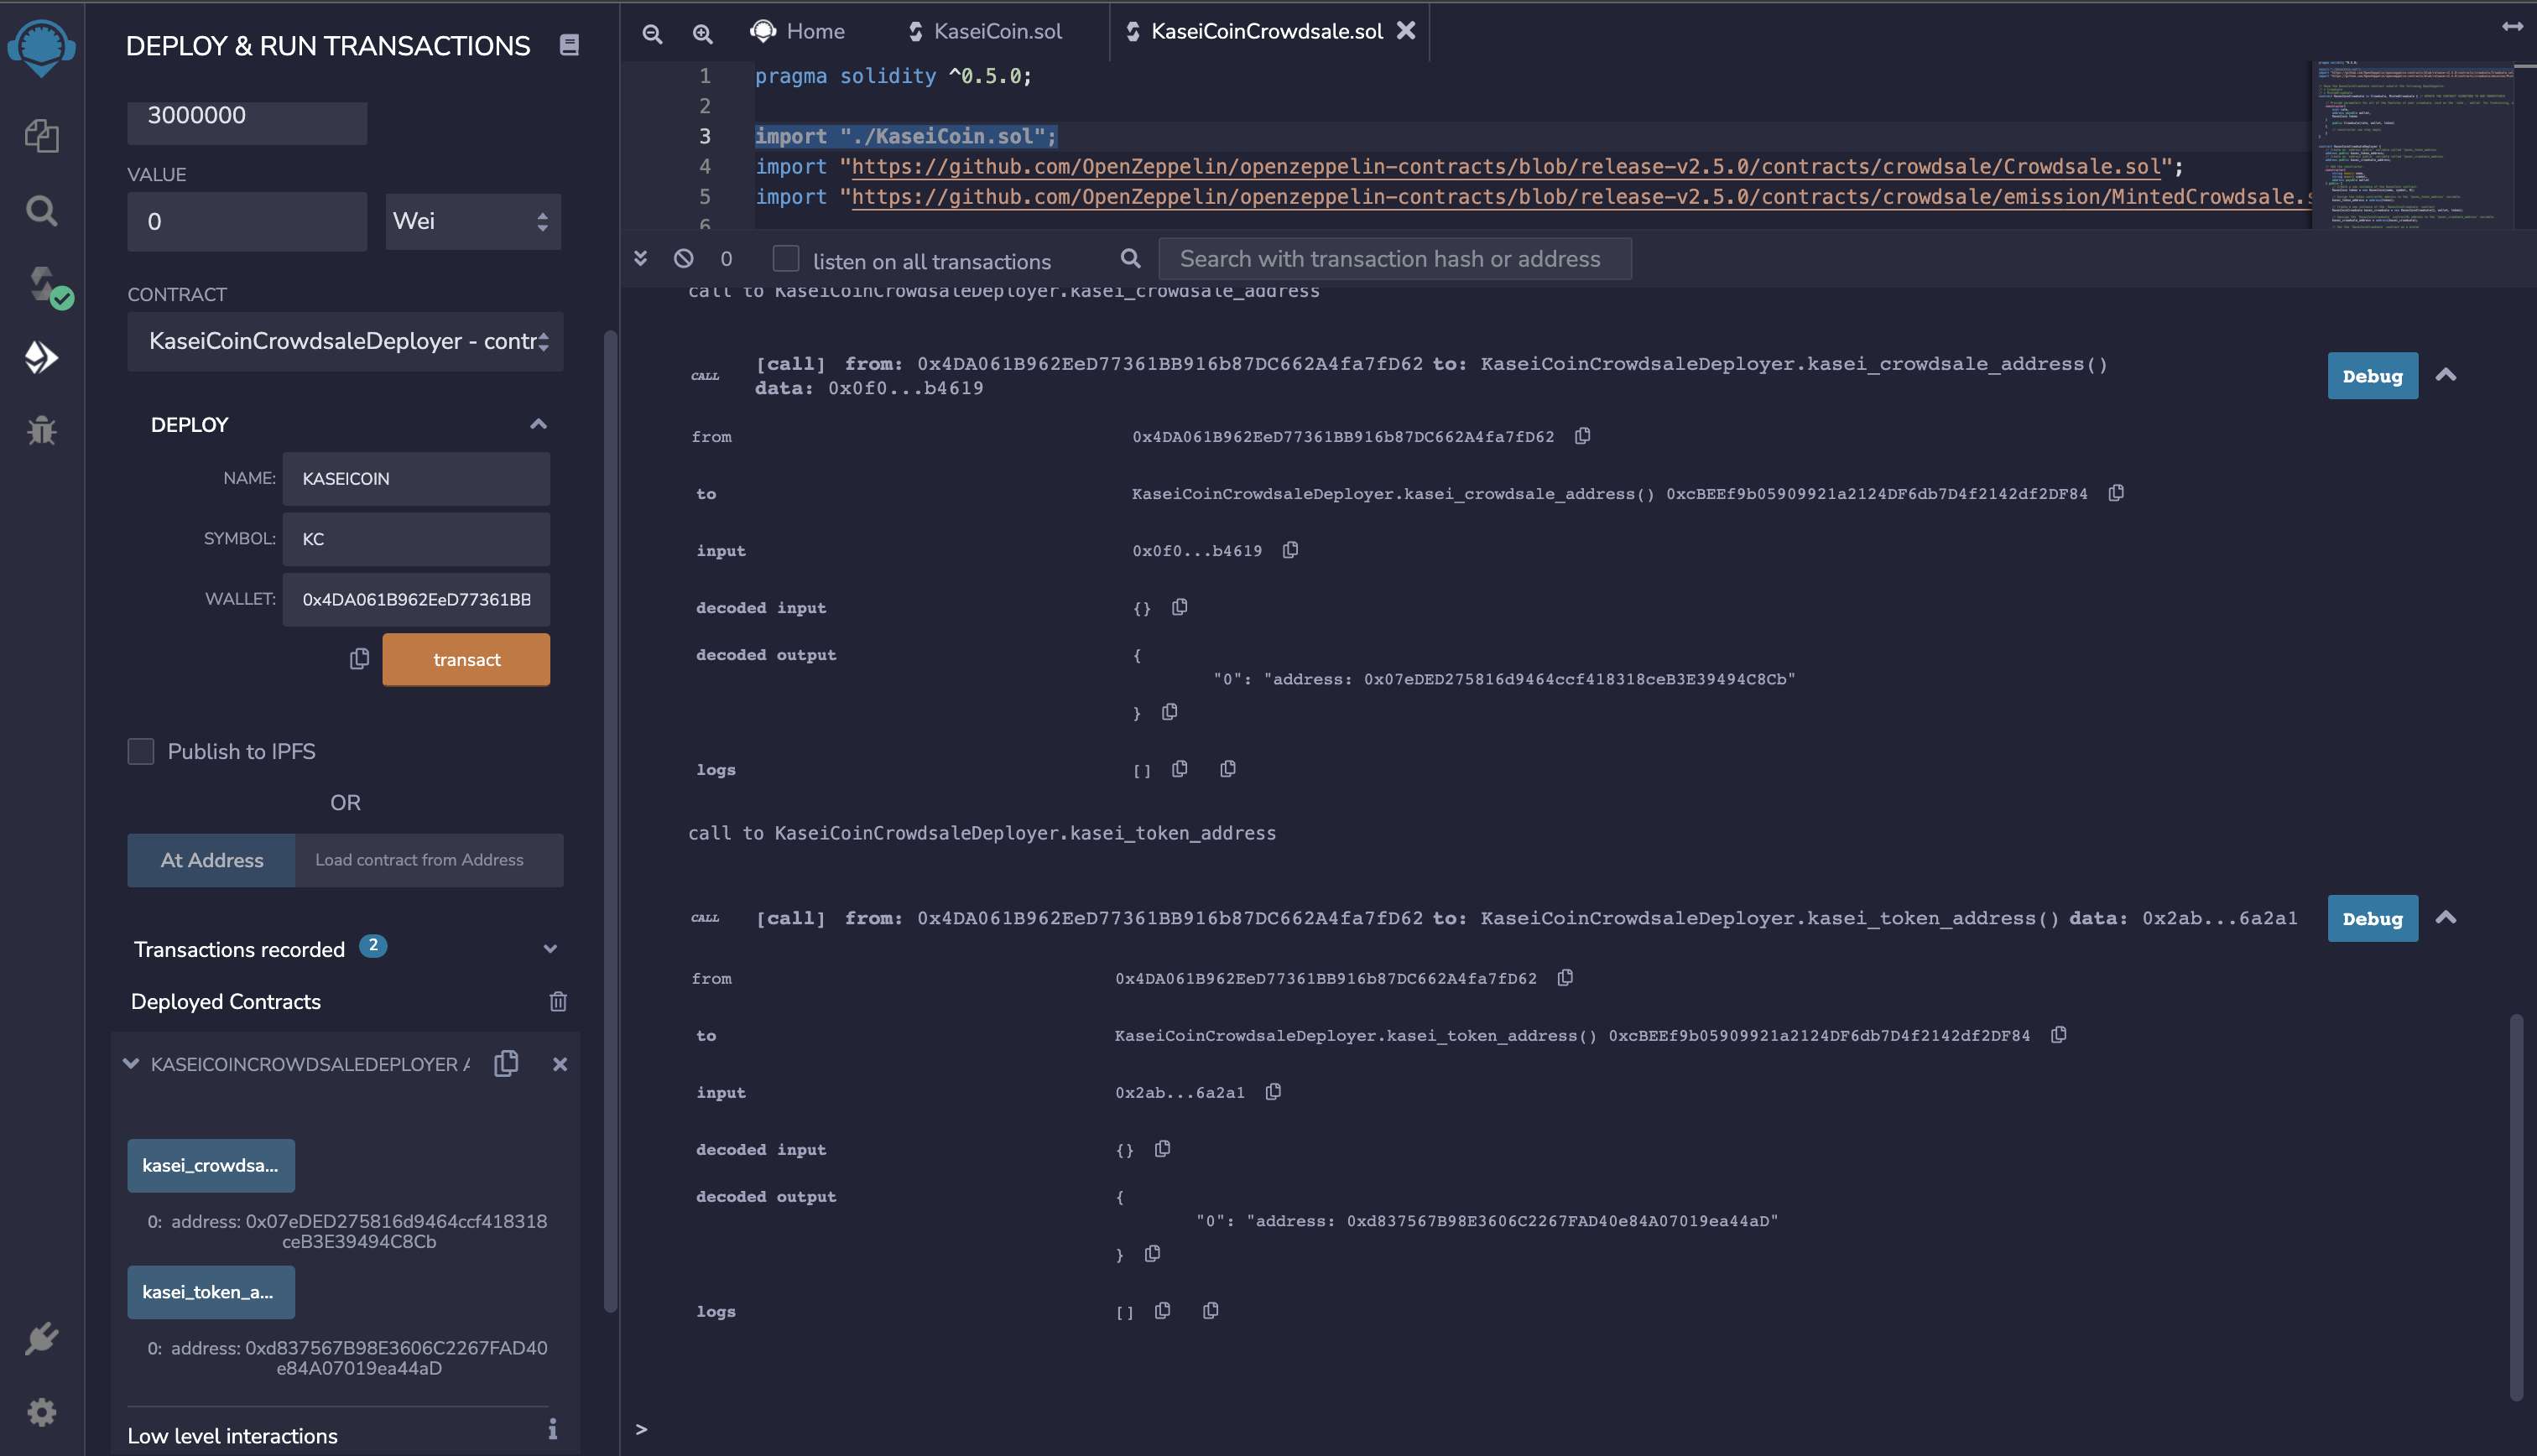 DEPLOY & RUN TRANSACTIONS
3000000
VALUE
0
Wei
CONTRACT
KaseiCoinCrowdsaleDeployer - contr
DEPLOY
NAME: KASEICOIN
SYMBOL: KC
WALLET: 0x4DA061B962EeD77361BB
transact
Publish to IPFS
OR
At Address
Load contract from Address
Transactions recorded 2
Deployed Contracts
KASEICOINCROWDSALEDEPLOYER A
kasei_crowdsa...
0: address: 0x07eDED275816d9464ccf418318
ceB3E39494C8Cb
kasei_token_a...
0: address: 0xd837567B98E3606C2267FAD40
e84A07019ea44aD
Low level interactions
Home
KaseiCoin.sol
KaseiCoinCrowdsale.sol
1 pragma solidity ^0.5.0;
2
3 import "./KaseiCoin.sol";
4 import "https://github.com/OpenZeppelin/openzeppelin-contracts/blob/release-v2.5.0/contracts/crowdsale/Crowdsale.sol";
5 import "https://github.com/OpenZeppelin/openzeppelin-contracts/blob/release-v2.5.0/contracts/crowdsale/emission/MintedCrowdsale.s
6
0
listen on all transactions
Search with transaction hash or address
call to KaseiCoinCrowdsaleDeployer.kasei_crowdsale_address
CALL [call] from: 0x4DA061B962EeD77361BB916b87DC662A4fa7fD62 to: KaseiCoinCrowdsaleDeployer.kasei_crowdsale_address()
data: 0x0f0...b4619
Debug
from 0x4DA061B962EeD77361BB916b87DC662A4fa7fD62
to KaseiCoinCrowdsaleDeployer.kasei_crowdsale_address() 0xcBEEf9b05909921a2124DF6db7D4f2142df2DF84
input 0x0f0...b4619
decoded input {}
decoded output {
"0": "address: 0x07eDED275816d9464ccf418318ceB3E39494C8Cb"
}
logs []
call to KaseiCoinCrowdsaleDeployer.kasei_token_address
CALL [call] from: 0x4DA061B962EeD77361BB916b87DC662A4fa7fD62 to: KaseiCoinCrowdsaleDeployer.kasei_token_address() data: 0x2ab...6a2a1
Debug
from 0x4DA061B962EeD77361BB916b87DC662A4fa7fD62
to KaseiCoinCrowdsaleDeployer.kasei_token_address() 0xcBEEf9b05909921a2124DF6db7D4f2142df2DF84
input 0x2ab...6a2a1
decoded input {}
decoded output {
"0": "address: 0xd837567B98E3606C2267FAD40e84A07019ea44aD"
}
logs []
>